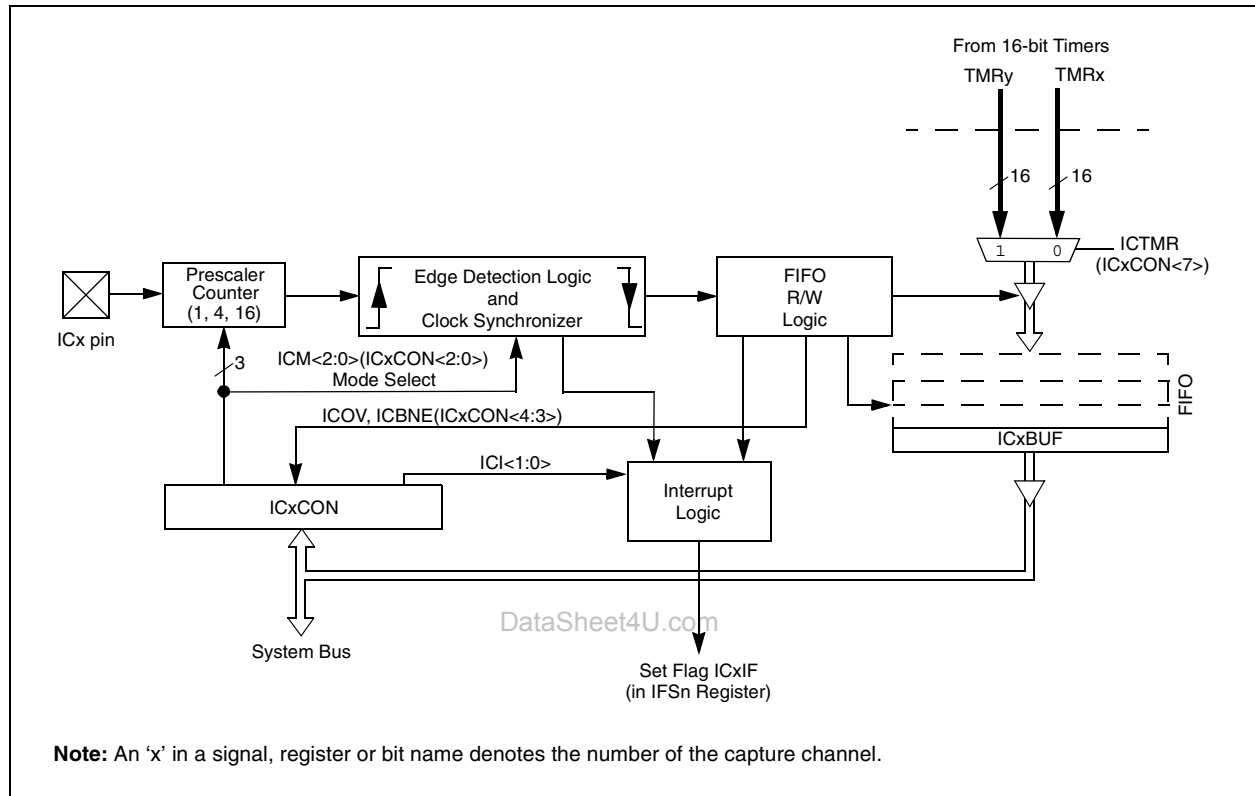 From 16-bit Timers
TMRy TMRx
16 16
1 0
ICTMR
(ICxCON<7>)
Prescaler
Counter
(1, 4, 16)
Edge Detection Logic
and
Clock Synchronizer
FIFO
R/W
Logic
ICx pin
3
ICM<2:0>(ICxCON<2:0>)
Mode Select
FIFO
ICOV, ICBNE(ICxCON<4:3>)
ICxBUF
ICI<1:0>
ICxCON
Interrupt
Logic
DataSheet4U.com
System Bus
Set Flag ICxIF
(in IFSn Register)
Note: An ‘x’ in a signal, register or bit name denotes the number of the capture channel.